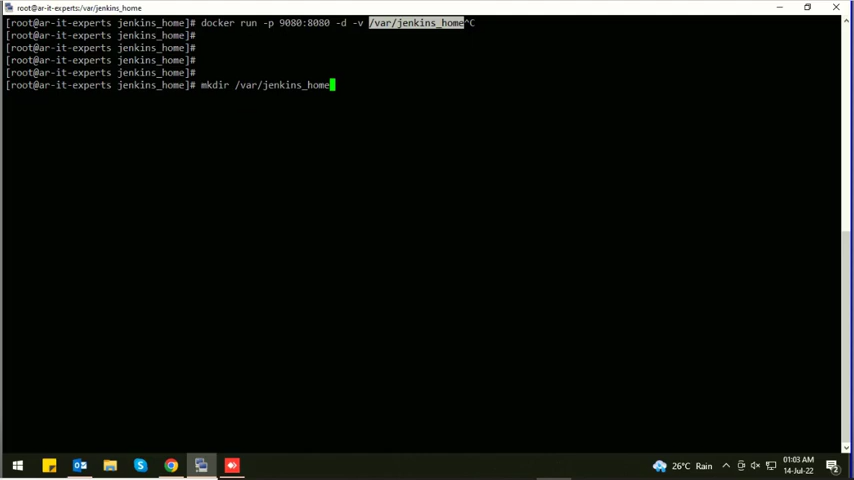 root@ar-it-experts:/var/jenkins_home
[root@ar-it-experts jenkins_home]# docker run -p 9080:8080 -d -v /var/jenkins_home^C
[root@ar-it-experts jenkins_home]#
[root@ar-it-experts jenkins_home]#
[root@ar-it-experts jenkins_home]#
[root@ar-it-experts jenkins_home]#
[root@ar-it-experts jenkins_home]# mkdir /var/jenkins_home
26°C Rain
01:03 AM
14-Jul-22
2